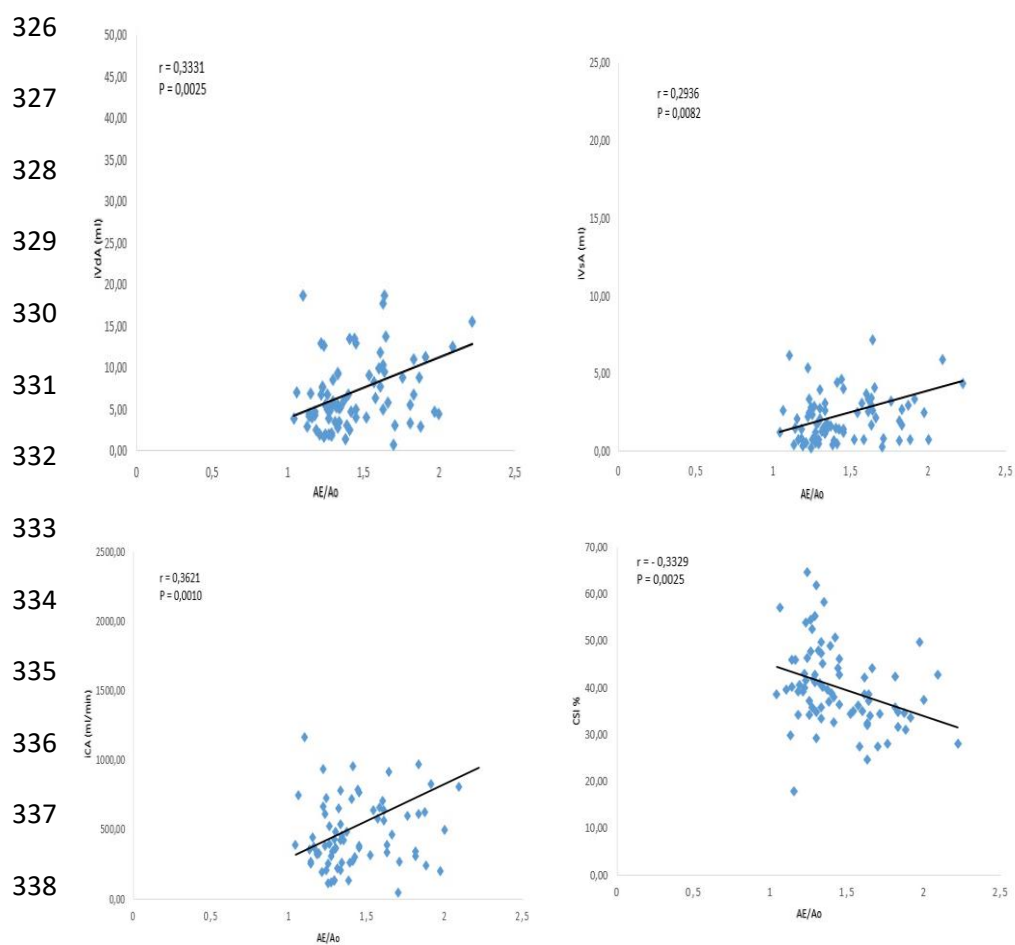 326
327
328
329
330
331
332
333
334
335
336
337
338
r = 0,3331
P = 0,0025
iVdA (ml)
50,00
45,00
40,00
35,00
30,00
25,00
20,00
15,00
10,00
5,00
0,00
0 0,5 1 1,5 2 2,5
AE/Ao
r = 0,2936
P = 0,0082
iVsA (ml)
25,00
20,00
15,00
10,00
5,00
0,00
0 0,5 1 1,5 2 2,5
AE/Ao
r = 0,3621
P = 0,0010
iCA (ml/min)
2500,00
2000,00
1500,00
1000,00
500,00
0,00
0 0,5 1 1,5 2 2,5
AE/Ao
r = - 0,3329
P = 0,0025
CSI %
70,00
60,00
50,00
40,00
30,00
20,00
10,00
0,00
0 0,5 1 1,5 2 2,5
AE/Ao